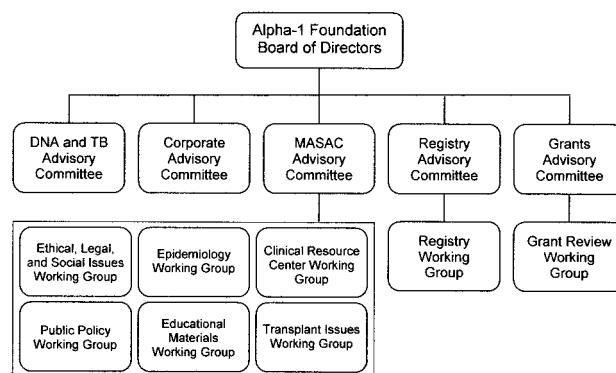 Alpha-1 Foundation
Board of Directors
DNA and TB
Advisory
Committee
Corporate
Advisory
Committee
MASAC
Advisory
Committee
Registry
Advisory
Committee
Grants
Advisory
Committee
Ethical, Legal,
and Social Issues
Working Group
Epidemiology
Working Group
Clinical Resource
Center Working
Group
Registry
Working
Group
Grant Review
Working
Group
Public Policy
Working Group
Educational
Materials
Working Group
Transplant Issues
Working Group